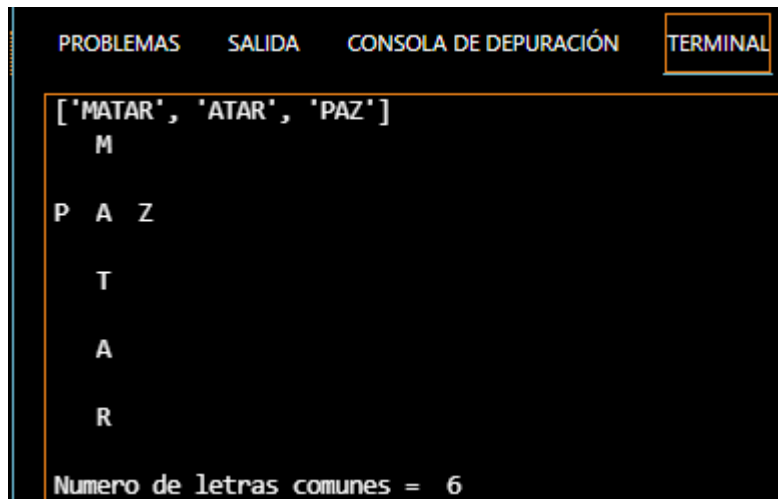 PROBLEMAS SALIDA CONSOLA DE DEPURACIÓN TERMINAL
['MATAR', 'ATAR', 'PAZ']
M
P A Z
T
A
R
Numero de letras comunes = 6